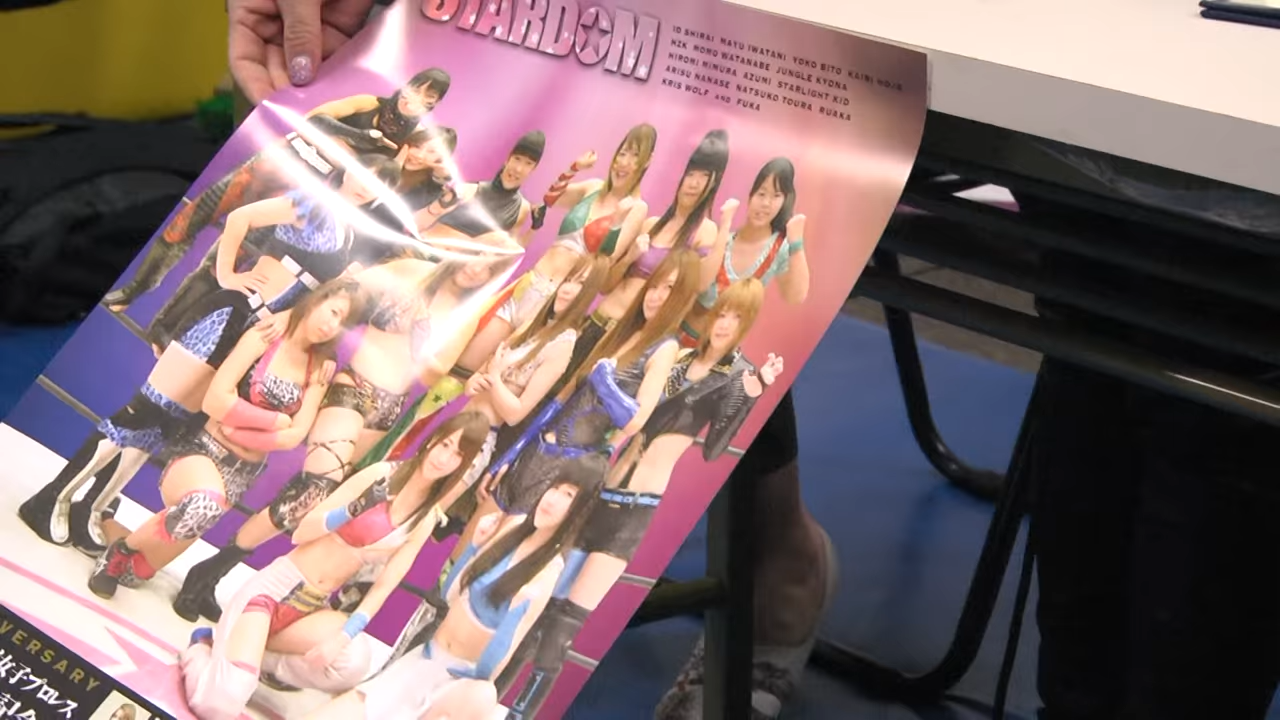 STARDOM
IO SHIRAI MAYU IWATANI YOKO BITO KAIRI HOJO
HZK MOMO WATANABE JUNGLE KYONA
HIROMI MIMURA AZUMI STARLIGHT KID
ARISU NANASE NATSUKO TOURA RUAKA
KRIS WOLF AND FUKA
VERSARY
女子プロレス